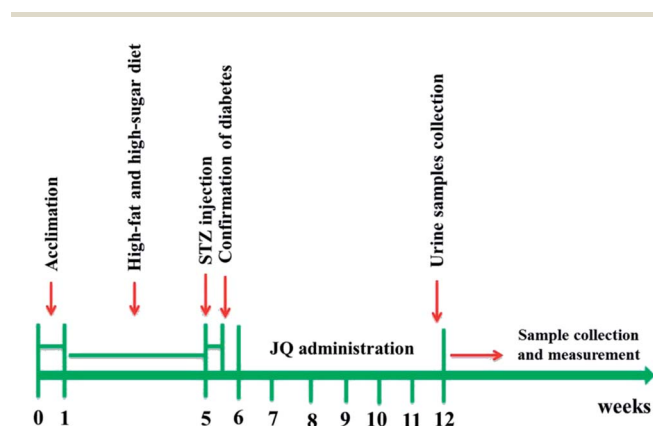 Acclimation
High-fat and high-sugar diet
STZ injection
Confirmation of diabetes
Urine samples collection
JQ administration
Sample collection
and measurement
weeks
0 1 5 6 7 8 9 10 11 12